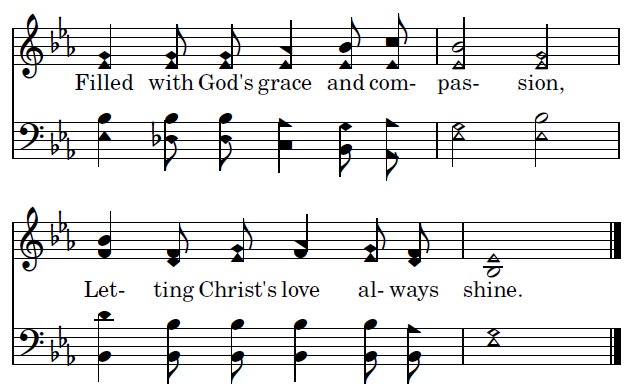 Filled with God's grace and com- pas- sion,
Let- ting Christ's love al- ways shine.